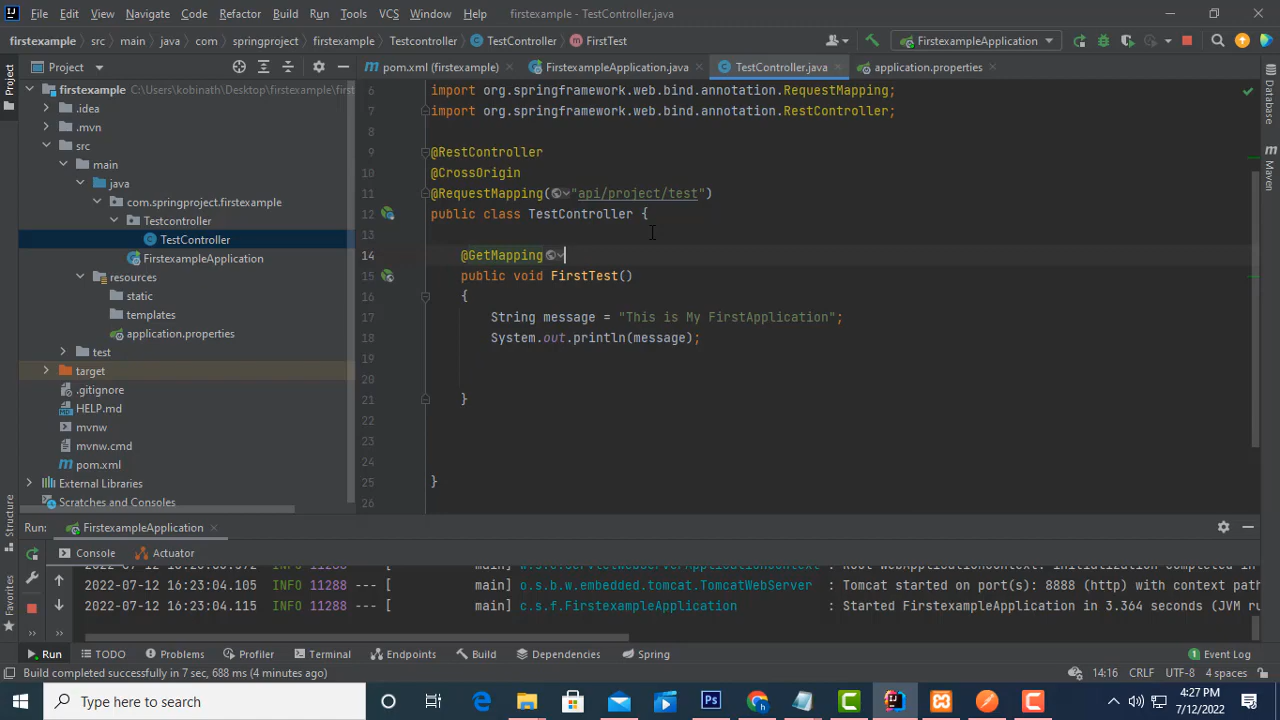 File Edit View Navigate Code Refactor Build Run Tools VCS Window Help firstexample - TestController.java
firstexample src main java com springproject firstexample Testcontroller TestController FirstTest FirstexampleApplication
Project pom.xml (firstexample) FirstexampleApplication.java TestController.java application.properties
Project
Database
Maven
Structure
Favorites
firstexample C:\Users\kobinath\Desktop\firstexample\first
.idea
.mvn
src
main
java
com.springproject.firstexample
Testcontroller
TestController
FirstexampleApplication
resources
static
templates
application.properties
test
target
.gitignore
HELP.md
mvnw
mvnw.cmd
pom.xml
External Libraries
Scratches and Consoles
6 import org.springframework.web.bind.annotation.RequestMapping;
7 import org.springframework.web.bind.annotation.RestController;
8
9 @RestController
10 @CrossOrigin
11 @RequestMapping("api/project/test")
12 public class TestController {
13
14 @GetMapping
15 public void FirstTest()
16 {
17 String message = "This is My FirstApplication";
18 System.out.println(message);
19
20
21 }
22
23
24
25 }
26
Run: FirstexampleApplication
Console Actuator
2022-07-12 16:23:04.105 INFO 11288 --- [ main] o.s.b.w.embedded.tomcat.TomcatWebServer : Tomcat started on port(s): 8888 (http) with context path
2022-07-12 16:23:04.115 INFO 11288 --- [ main] c.s.f.FirstexampleApplication : Started FirstexampleApplication in 3.364 seconds (JVM ru
Run TODO Problems Profiler Terminal Endpoints Build Dependencies Spring 1 Event Log
Build completed successfully in 7 sec, 688 ms (4 minutes ago) 14:16 CRLF UTF-8 4 spaces
Type here to search
4:27 PM
7/12/2022